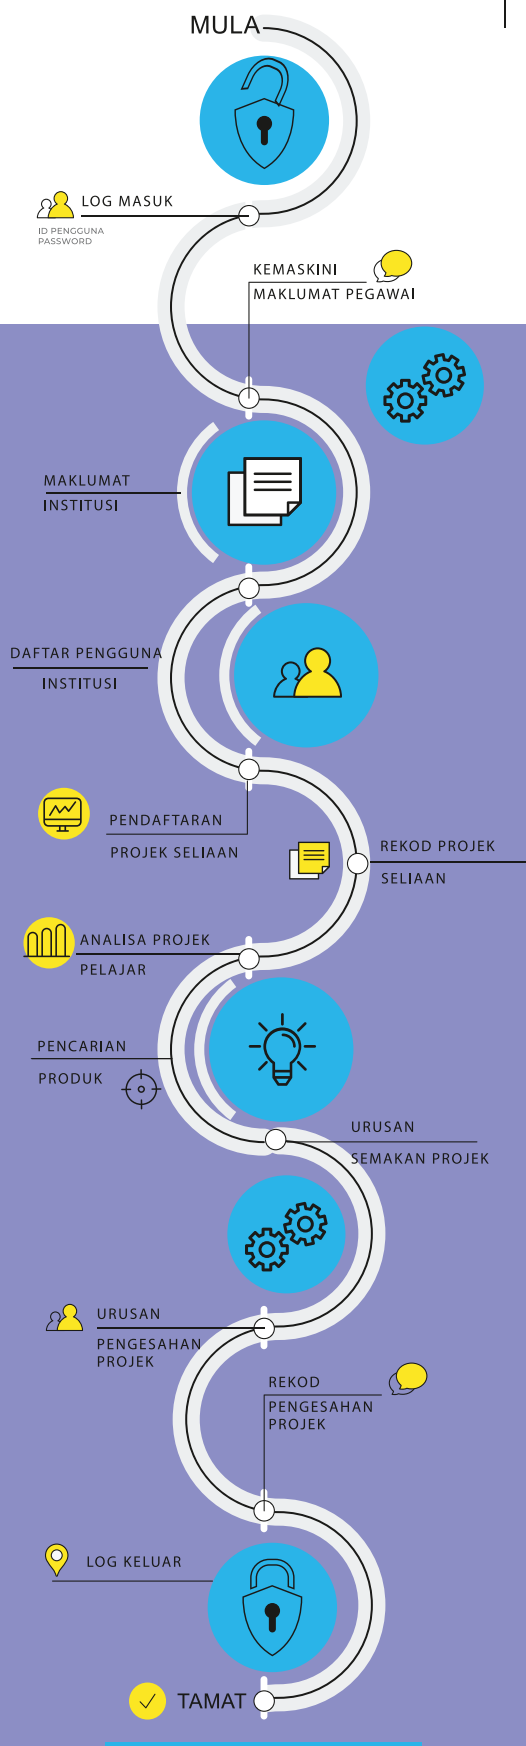 MULA
LOG MASUK
ID PENGGUNA
PASSWORD
KEMASKINI
MAKLUMAT PEGAWAI
MAKLUMAT
INSTITUSI
DAFTAR PENGGUNA
INSTITUSI
PENDAFTARAN
PROJEK SELIAAN
REKOD PROJEK
SELIAAN
ANALISA PROJEK
PELAJAR
PENCARIAN
PRODUK
URUSAN
SEMAKAN PROJEK
URUSAN
PENGESAHAN
PROJEK
REKOD
PENGESAHAN
PROJEK
LOG KELUAR
TAMAT